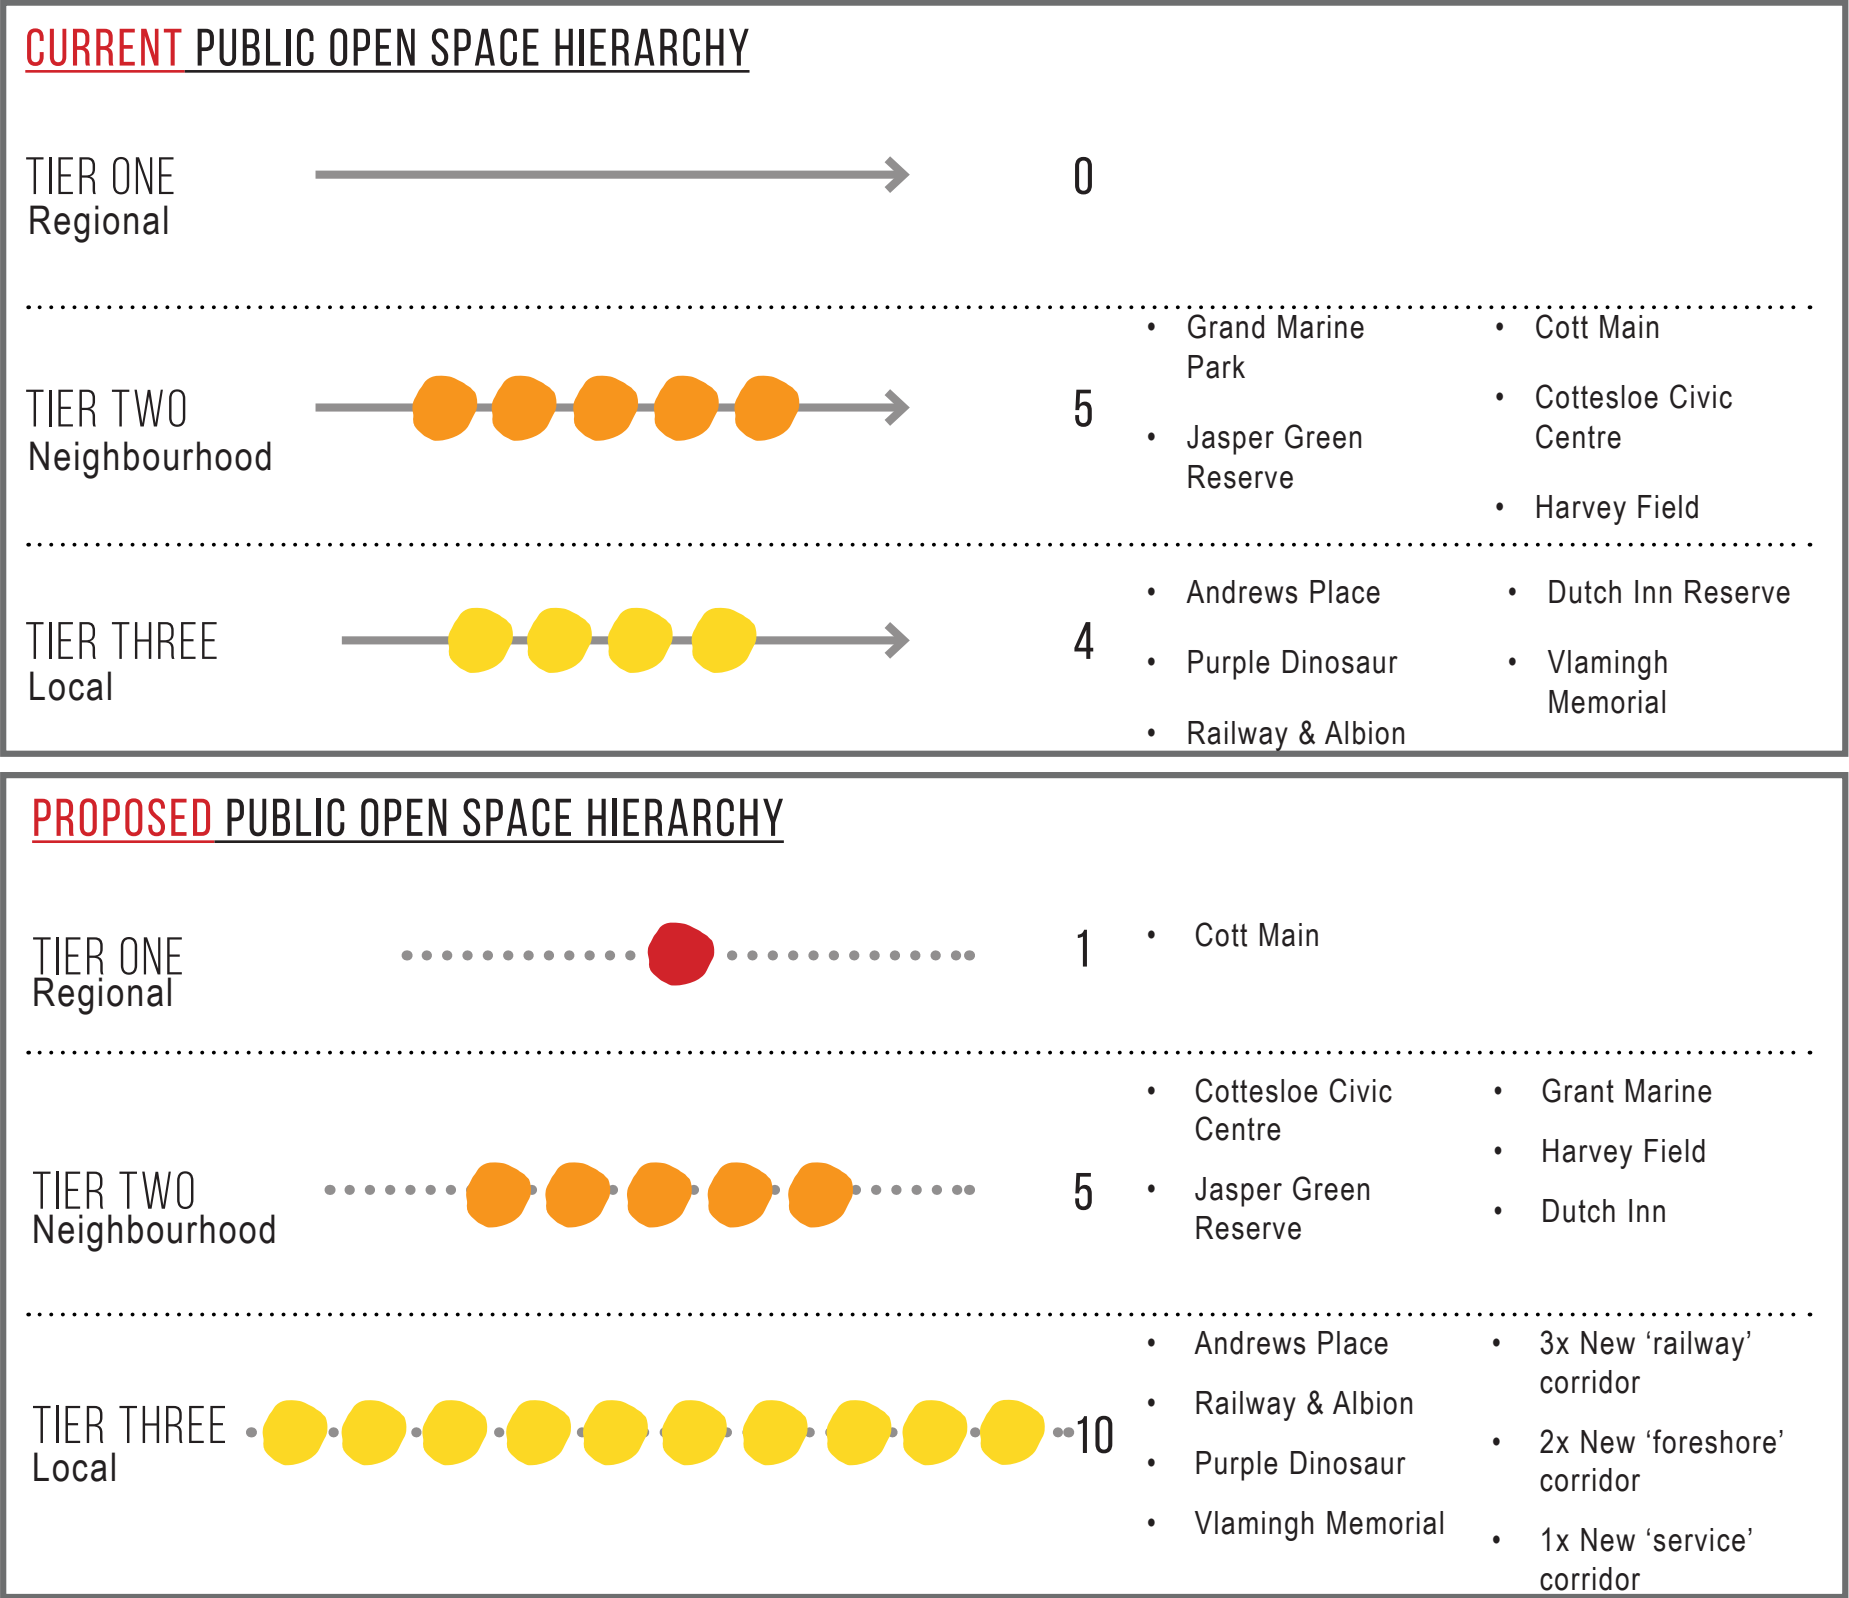 CURRENT PUBLIC OPEN SPACE HIERARCHY
TIER ONE
Regional
0
TIER TWO
Neighbourhood
5
• Grand Marine
Park
• Jasper Green
Reserve
• Cott Main
• Cottesloe Civic
Centre
• Harvey Field
TIER THREE
Local
4
• Andrews Place
• Purple Dinosaur
• Railway & Albion
• Dutch Inn Reserve
• Vlamingh
Memorial
PROPOSED PUBLIC OPEN SPACE HIERARCHY
TIER ONE
Regional
1
• Cott Main
TIER TWO
Neighbourhood
5
• Cottesloe Civic
Centre
• Jasper Green
Reserve
• Grant Marine
• Harvey Field
• Dutch Inn
TIER THREE
Local
10
• Andrews Place
• Railway & Albion
• Purple Dinosaur
• Vlamingh Memorial
• 3x New ‘railway’
corridor
• 2x New ‘foreshore’
corridor
• 1x New ‘service’
corridor